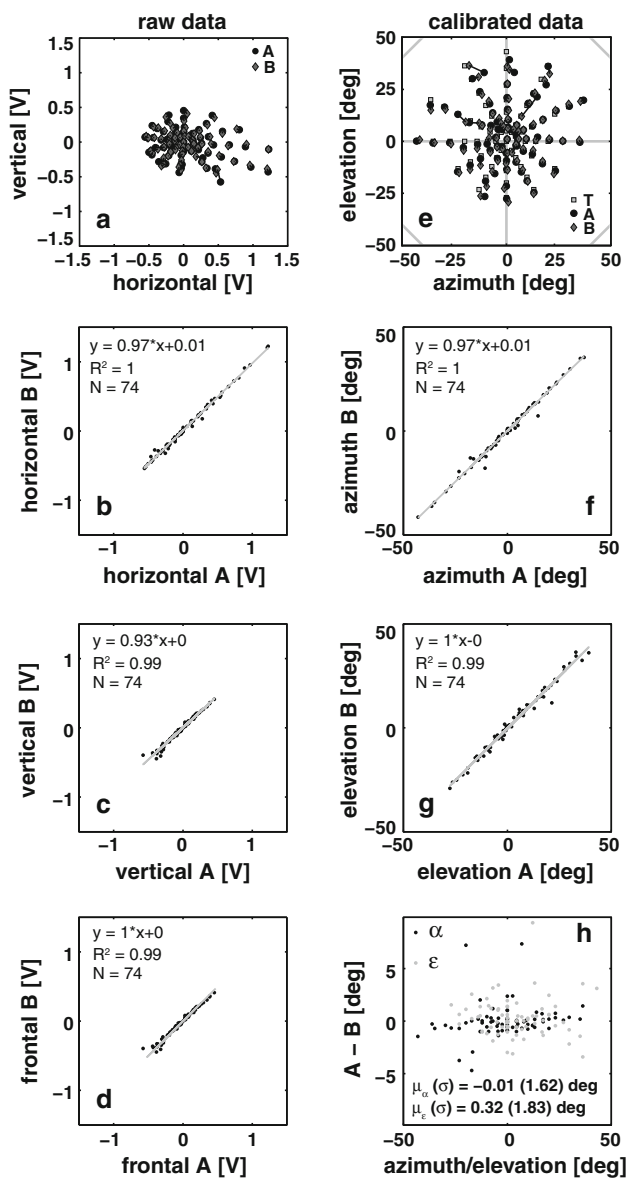 raw data
calibrated data
1.5
1
0.5
0
−0.5
−1
−1.5
vertical [V]
A
B
a
−1.5 −1 −0.5 0 0.5 1 1.5
horizontal [V]
50
25
0
−25
−50
elevation [deg]
e
T
A
B
−50 −25 0 25 50
azimuth [deg]
y = 0.97*x+0.01
R² = 1
N = 74
1
0
−1
horizontal B [V]
b
−1 0 1
horizontal A [V]
y = 0.97*x+0.01
R² = 1
N = 74
50
0
−50
azimuth B [deg]
f
−50 0 50
azimuth A [deg]
y = 0.93*x+0
R² = 0.99
N = 74
1
0
−1
vertical B [V]
c
−1 0 1
vertical A [V]
y = 1*x-0
R² = 0.99
N = 74
50
0
−50
elevation B [deg]
g
−50 0 50
elevation A [deg]
y = 1*x+0
R² = 0.99
N = 74
1
0
−1
frontal B [V]
d
−1 0 1
frontal A [V]
α
ε
h
5
0
−5
A − B [deg]
μα (σ) = −0.01 (1.62) deg
με (σ) = 0.32 (1.83) deg
−50 0 50
azimuth/elevation [deg]